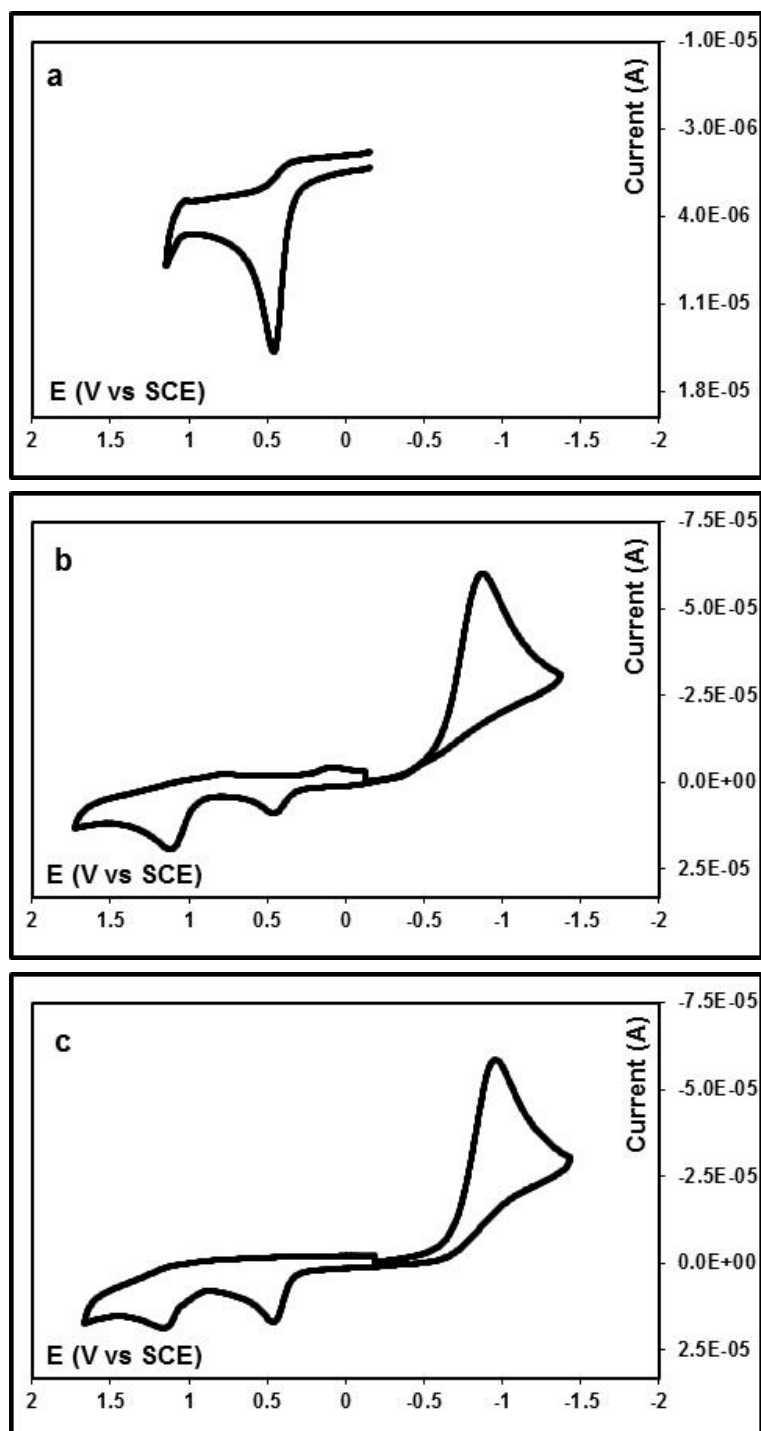 a
Current (A)
-1.0E-05
-3.0E-06
4.0E-06
1.1E-05
1.8E-05
E (V vs SCE)
2 1.5 1 0.5 0 -0.5 -1 -1.5 -2
b
Current (A)
-7.5E-05
-5.0E-05
-2.5E-05
0.0E+00
2.5E-05
E (V vs SCE)
2 1.5 1 0.5 0 -0.5 -1 -1.5 -2
c
Current (A)
-7.5E-05
-5.0E-05
-2.5E-05
0.0E+00
2.5E-05
E (V vs SCE)
2 1.5 1 0.5 0 -0.5 -1 -1.5 -2